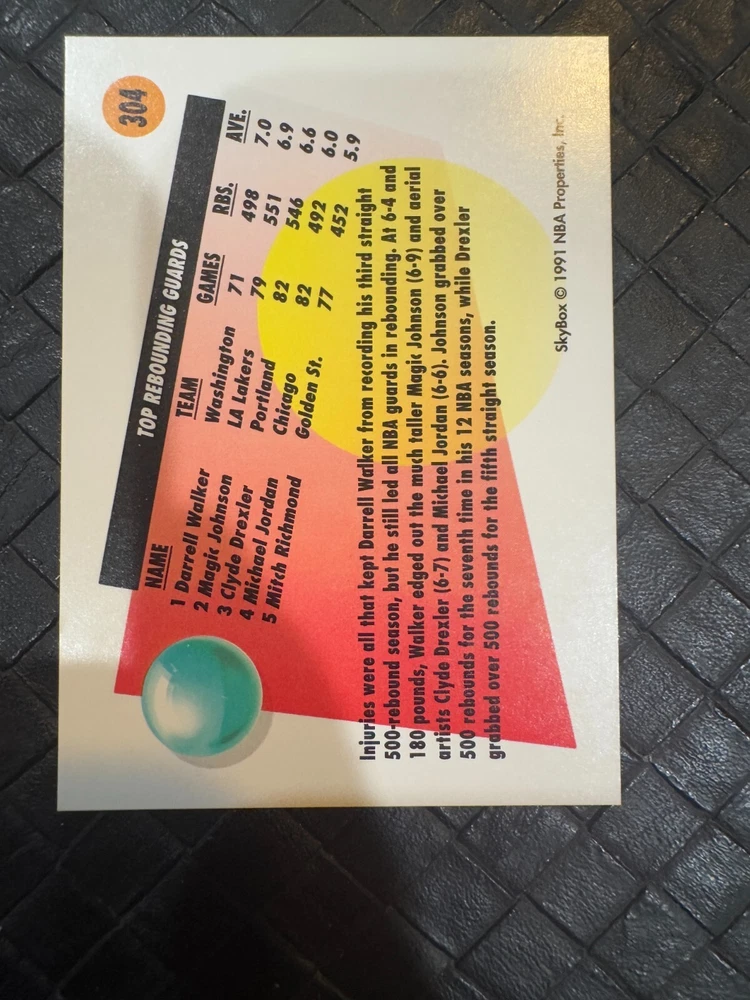 304
TOP REBOUNDING GUARDS
NAME TEAM GAMES RBS. AVE.
1 Darrell Walker Washington 71 498 7.0
2 Magic Johnson LA Lakers 79 551 6.9
3 Clyde Drexler Portland 82 546 6.6
4 Michael Jordan Chicago 82 492 6.0
5 Mitch Richmond Golden St. 77 452 5.9
Injuries were all that kept Darrell Walker from recording his third straight
500-rebound season, but he still led all NBA guards in rebounding. At 6-4 and
180 pounds, Walker edged out the much taller Magic Johnson (6-9) and aerial
artists Clyde Drexler (6-7) and Michael Jordan (6-6). Johnson grabbed over
500 rebounds for the seventh time in his 12 NBA seasons, while Drexler
grabbed over 500 rebounds for the fifth straight season.
SkyBox © 1991 NBA Properties, Inc.